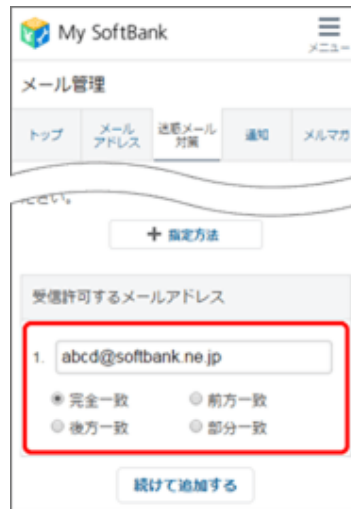 My SoftBank
メニュー
メール管理
トップ
メール
アドレス
迷惑メール
対策
通知
メルマガ
ださい。
+ 指定方法
受信許可するメールアドレス
1. abcd@softbank.ne.jp
完全一致 前方一致
後方一致 部分一致
続けて追加する